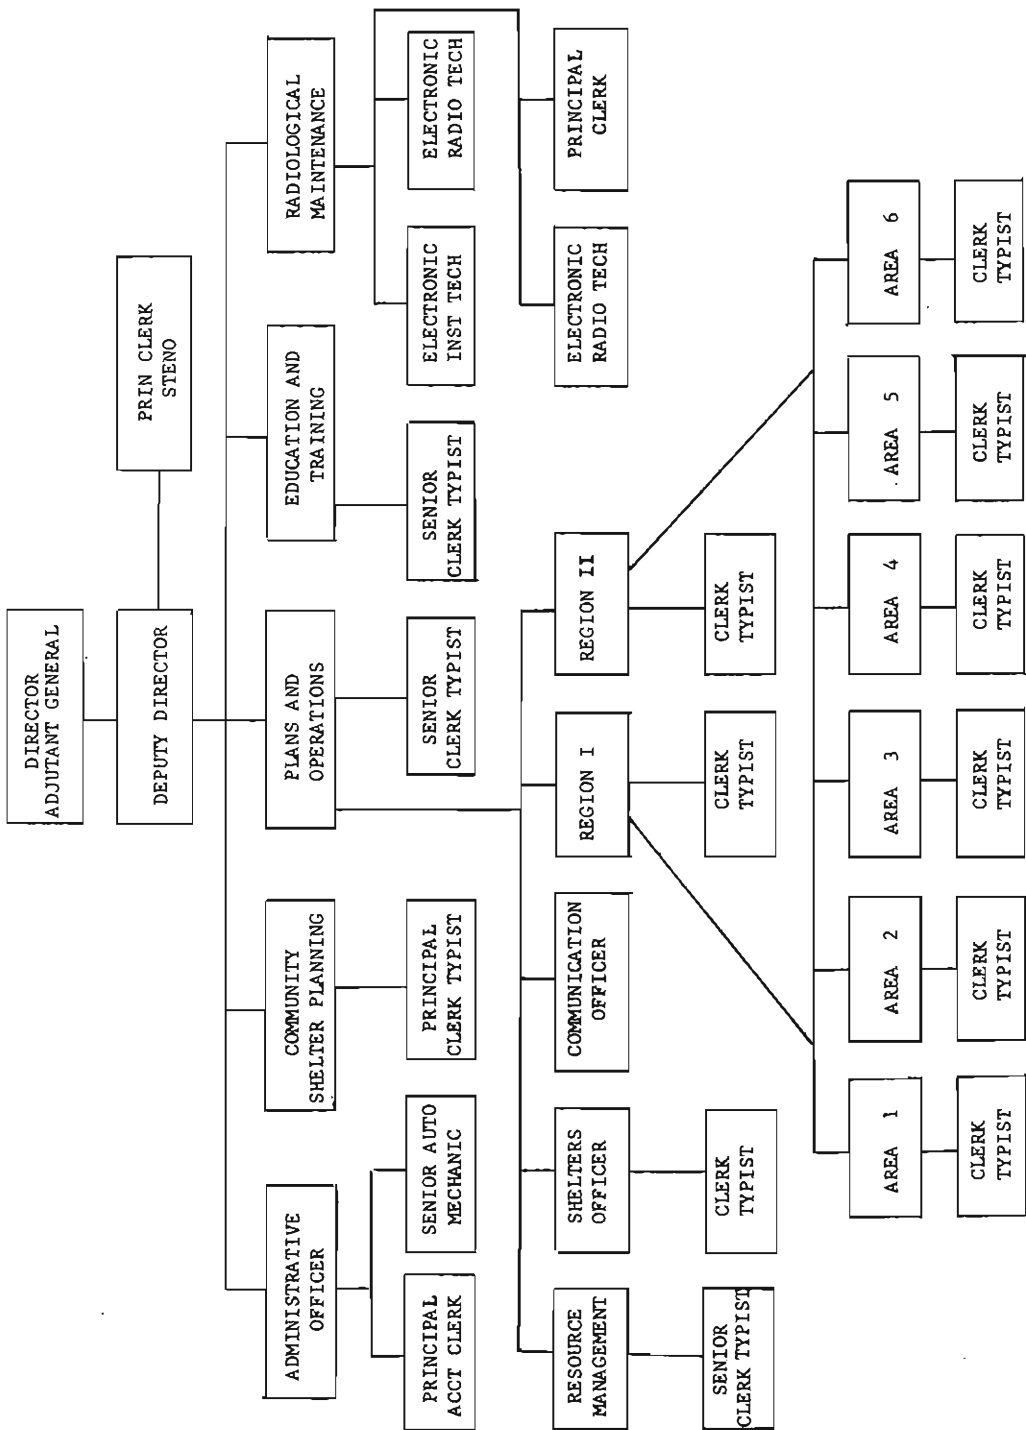 DIRECTOR
ADJUTANT GENERAL
DEPUTY DIRECTOR
PRIN CLERK
STENO
ADMINISTRATIVE
OFFICER
COMMUNITY
SHELTER PLANNING
PLANS AND
OPERATIONS
EDUCATION AND
TRAINING
RADIOLOGICAL
MAINTENANCE
PRINCIPAL
ACCT CLERK
SENIOR AUTO
MECHANIC
PRINCIPAL
CLERK TYPIST
SENIOR
CLERK TYPIST
SENIOR
CLERK TYPIST
ELECTRONIC
INST TECH
ELECTRONIC
RADIO TECH
RESOURCE
MANAGEMENT
SHELTERS
OFFICER
COMMUNICATION
OFFICER
REGION I
REGION II
ELECTRONIC
RADIO TECH
PRINCIPAL
CLERK
SENIOR
CLERK TYPIST
CLERK
TYPIST
CLERK
TYPIST
CLERK
TYPIST
AREA 1
AREA 2
AREA 3
AREA 4
AREA 5
AREA 6
CLERK
TYPIST
CLERK
TYPIST
CLERK
TYPIST
CLERK
TYPIST
CLERK
TYPIST
CLERK
TYPIST